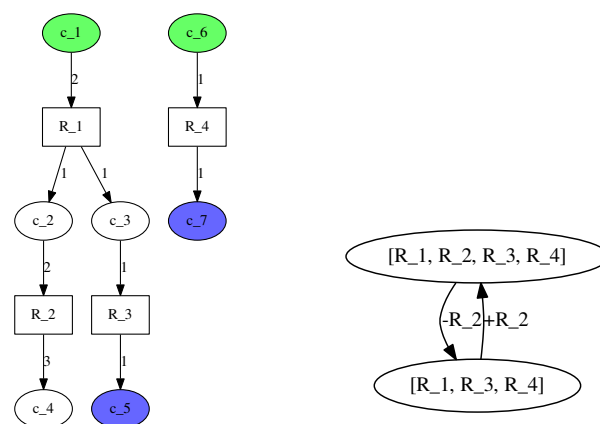 c_1 c_6
2 1
R_1 R_4
1 1 1
c_2 c_3 c_7
2 1
R_2 R_3
3 1
c_4 c_5
[R_1, R_2, R_3, R_4]
-R_2 +R_2
[R_1, R_3, R_4]